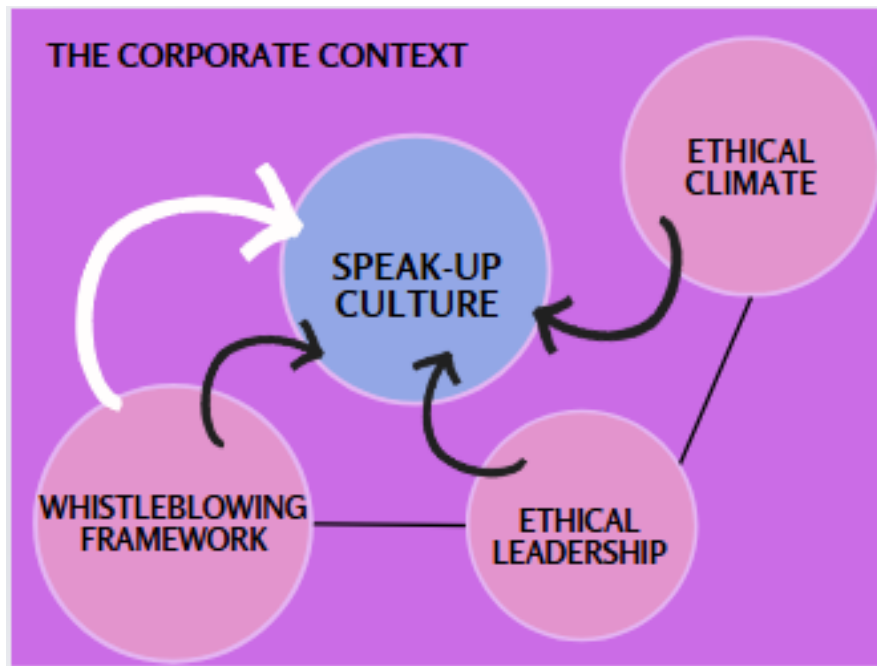 THE CORPORATE CONTEXT
ETHICAL
CLIMATE
SPEAK-UP
CULTURE
WHISTLEBLOWING
FRAMEWORK
ETHICAL
LEADERSHIP